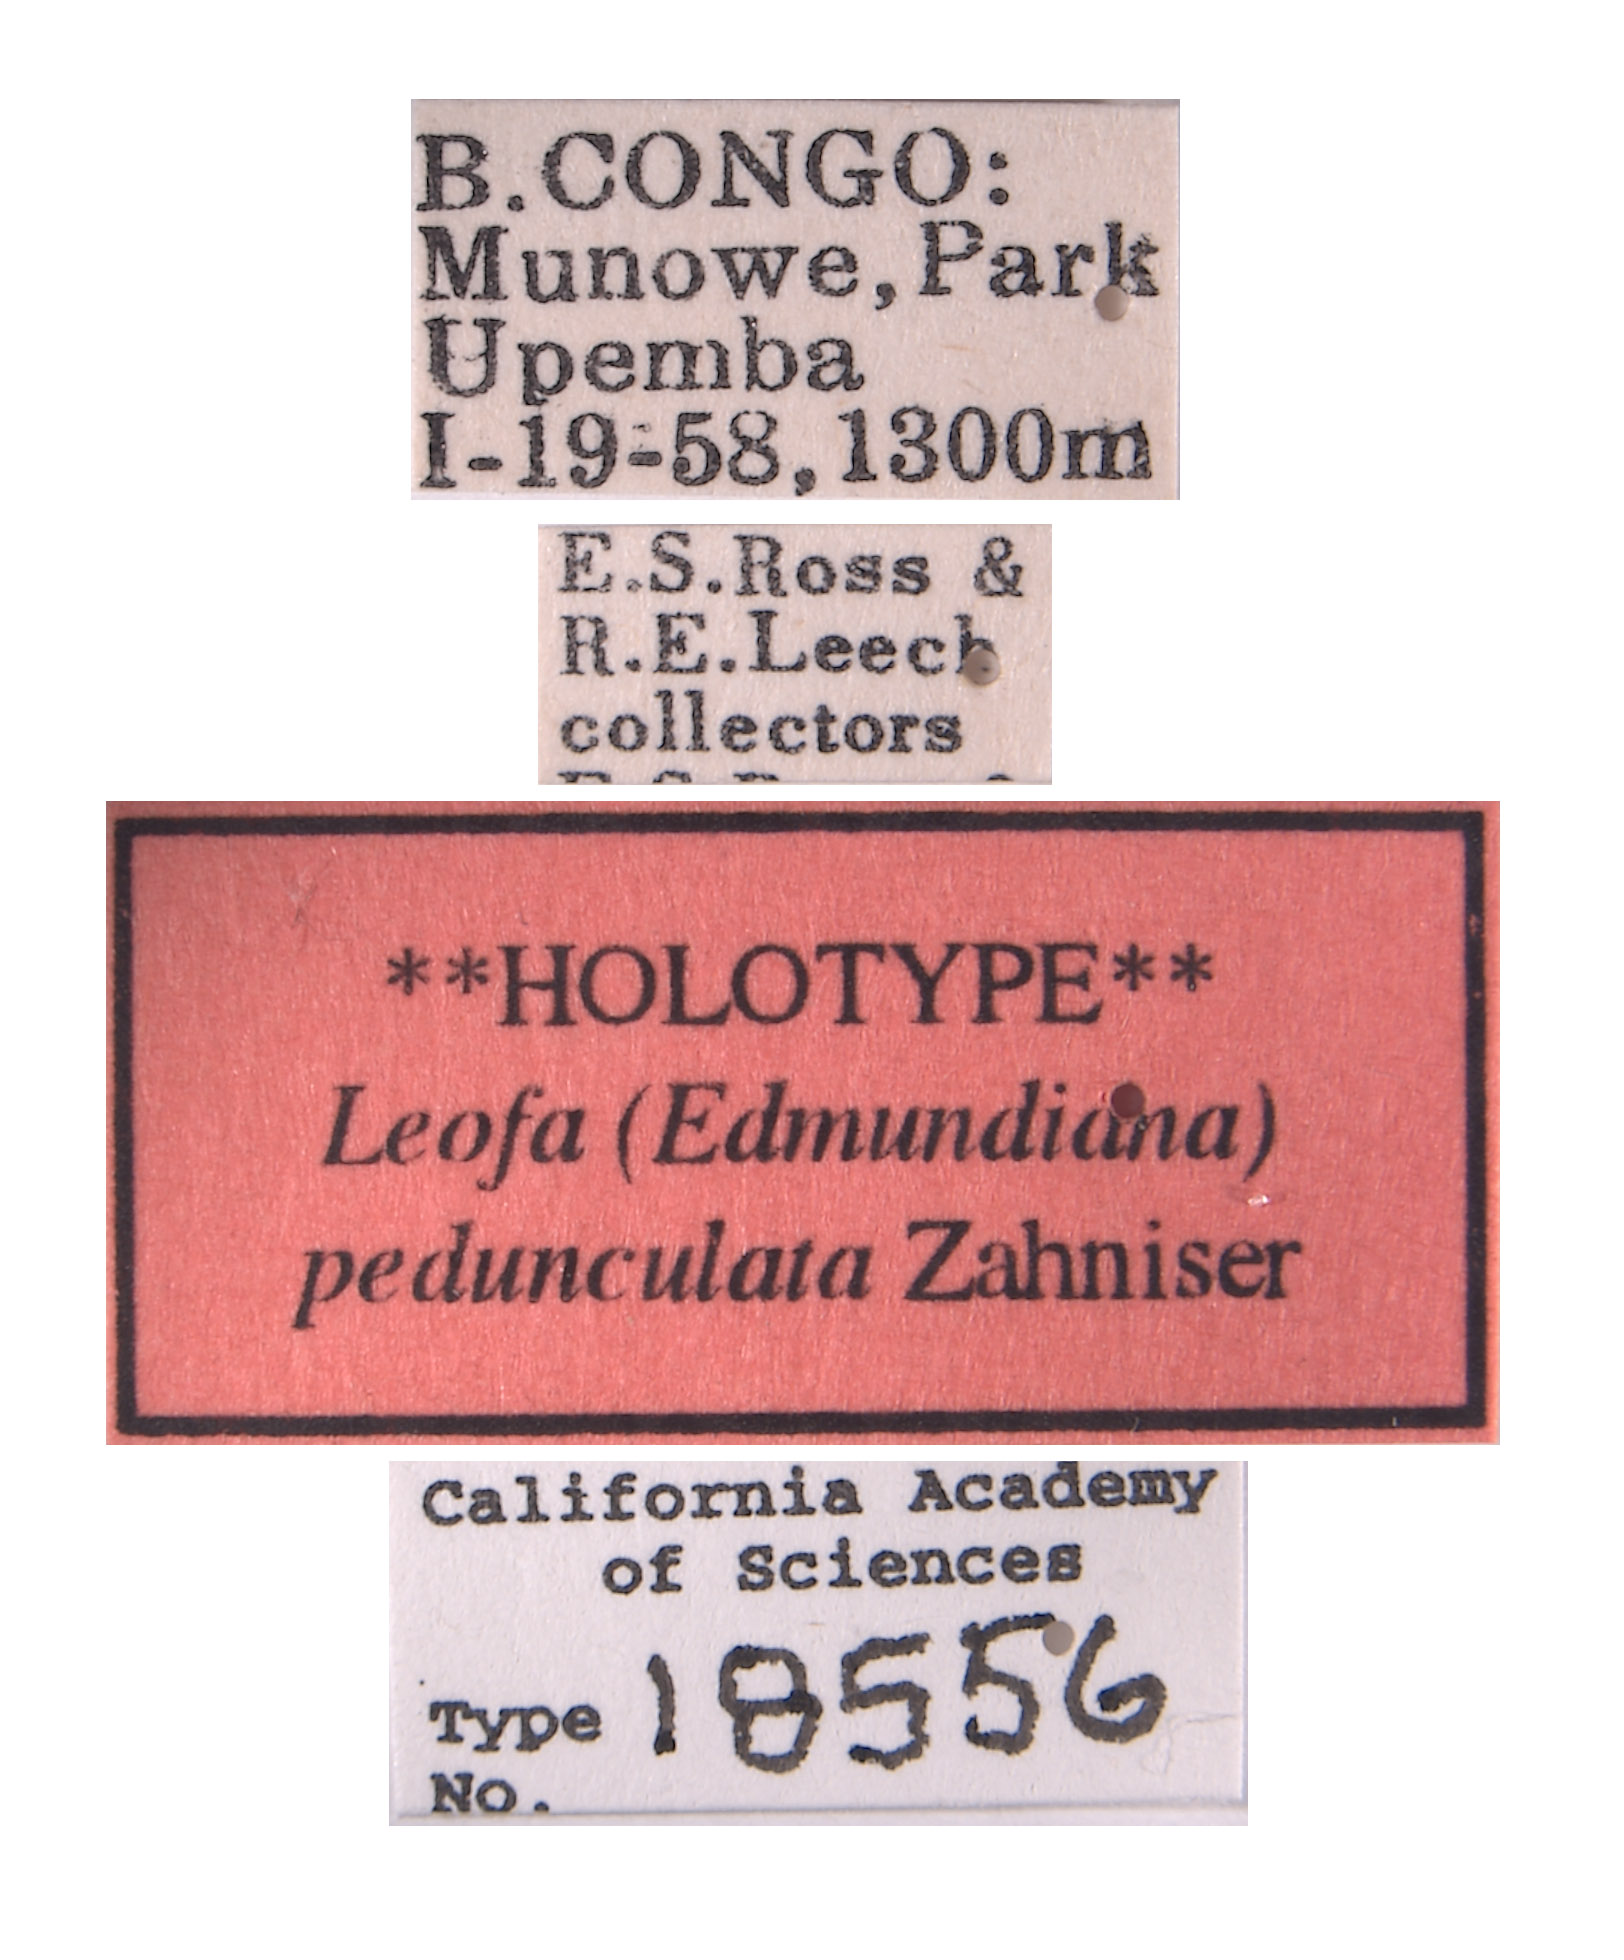 B.CONGO:
Munowe, Park
Upemba
I-19-58, 1300m
E.S.Ross &
R.E.Leech
collectors
**HOLOTYPE**
Leofa (Edmundiana)
pedunculata Zahniser
California Academy
of Sciences
Type 18556
No.